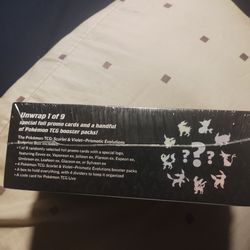 Unwrap 1 of 9
special foil promo cards and a handful
of Pokémon TCG booster packs!
The Pokémon TCG: Scarlet & Violet—Prismatic Evolutions
Surprise Box includes:
• 1 of 9 randomly selected foil promo cards with a special logo,
featuring Eevee ex, Vaporeon ex, Jolteon ex, Flareon ex, Espeon ex,
Umbreon ex, Leafeon ex, Glaceon ex, or Sylveon ex
• 4 Pokémon TCG: Scarlet & Violet—Prismatic Evolutions booster packs
• A box to hold everything, with 4 dividers to keep it organized
• A code card for Pokémon TCG Live
???